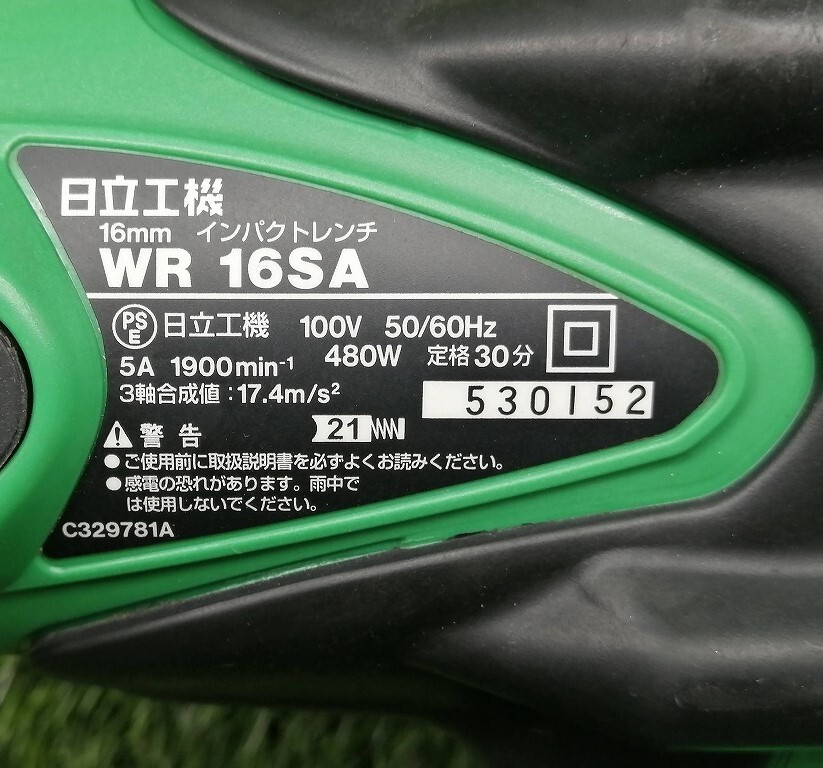 日立工機
16mm インパクトレンチ
WR 16SA
PSE 日立工機 100V 50/60Hz
5A 1900min-1 480W 定格30分
3軸合成値:17.4m/s²
530152
警告
21
●ご使用前に取扱説明書を必ずよくお読みください。
●感電の恐れがあります。雨中で
は使用しないでください。
C329781A